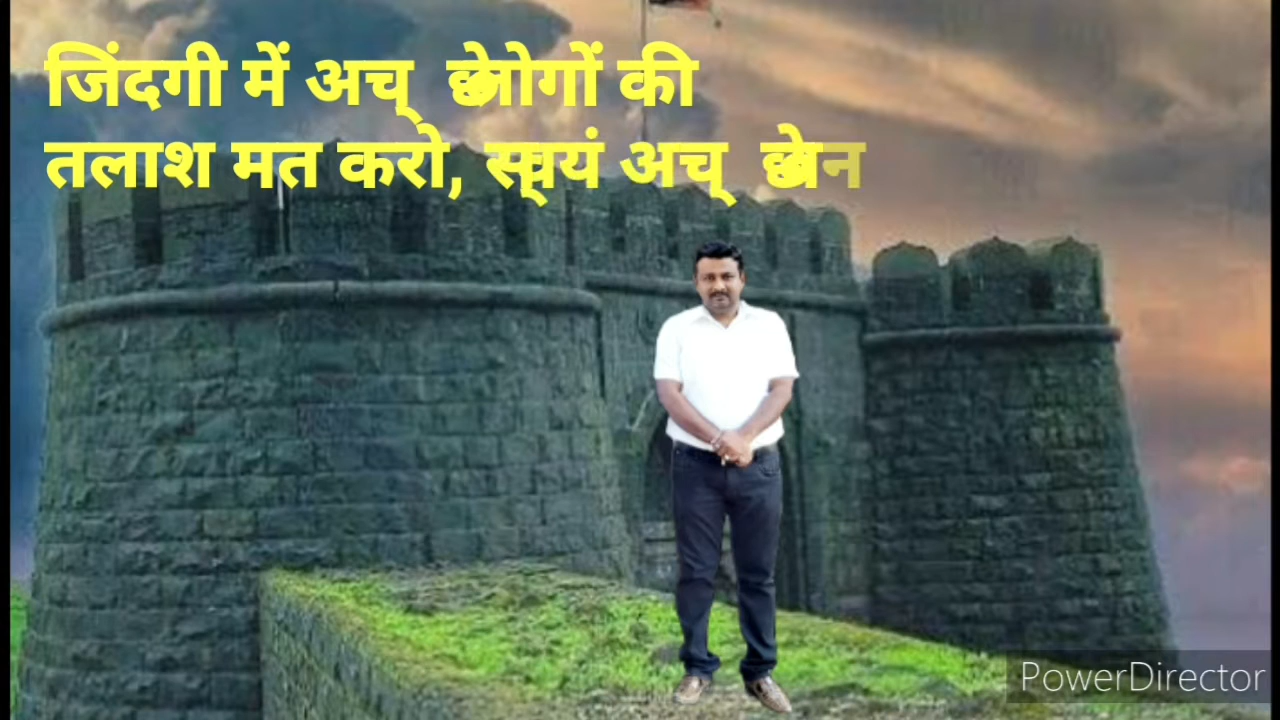 जिंदगी में अच्छे लोगों की
तलाश मत करो, स्वयं अच्छे बन
PowerDirector